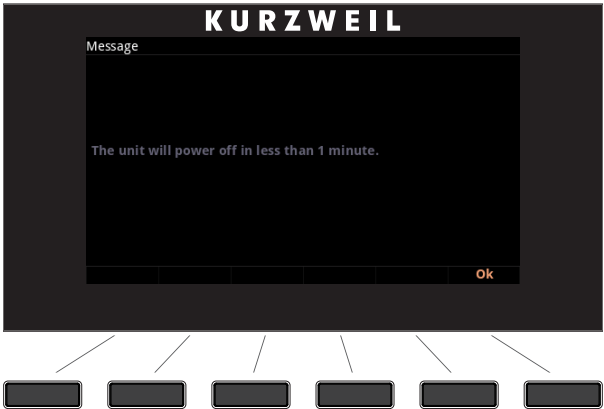 KURZWEIL
Message
The unit will power off in less than 1 minute.
Ok